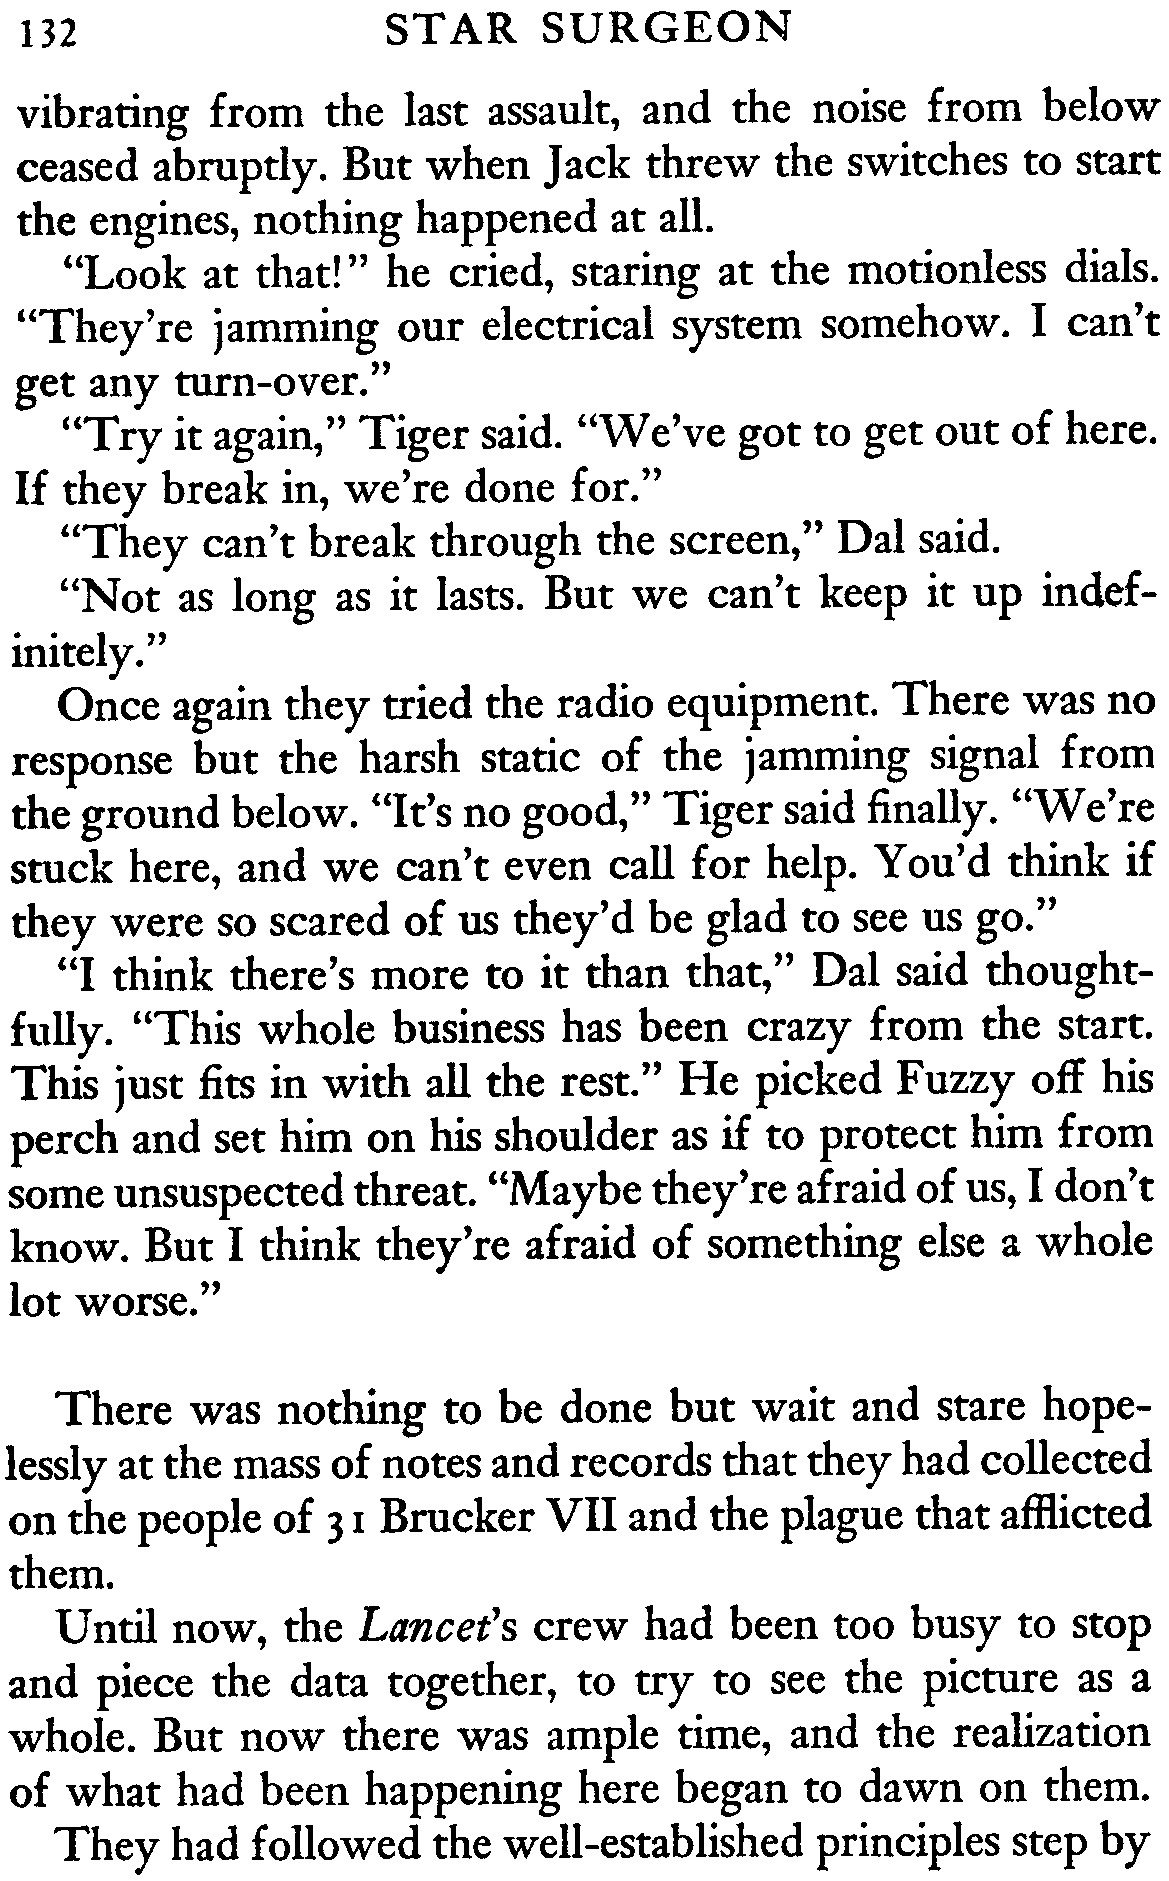 132 STAR SURGEON
vibrating from the last assault, and the noise from below
ceased abruptly. But when Jack threw the switches to start
the engines, nothing happened at all.
“Look at that!” he cried, staring at the motionless dials.
“They’re jamming our electrical system somehow. I can’t
get any turn-over.”
“Try it again,” Tiger said. “We’ve got to get out of here.
If they break in, we’re done for.”
“They can’t break through the screen,” Dal said.
“Not as long as it lasts. But we can’t keep it up indef-
initely.”
Once again they tried the radio equipment. There was no
response but the harsh static of the jamming signal from
the ground below. “It’s no good,” Tiger said finally. “We’re
stuck here, and we can’t even call for help. You’d think if
they were so scared of us they’d be glad to see us go.”
“I think there’s more to it than that,” Dal said thought-
fully. “This whole business has been crazy from the start.
This just fits in with all the rest.” He picked Fuzzy off his
perch and set him on his shoulder as if to protect him from
some unsuspected threat. “Maybe they’re afraid of us, I don’t
know. But I think they’re afraid of something else a whole
lot worse.”
There was nothing to be done but wait and stare hope-
lessly at the mass of notes and records that they had collected
on the people of 31 Brucker VII and the plague that afflicted
them.
Until now, the Lancet’s crew had been too busy to stop
and piece the data together, to try to see the picture as a
whole. But now there was ample time, and the realization
of what had been happening here began to dawn on them.
They had followed the well-established principles step by